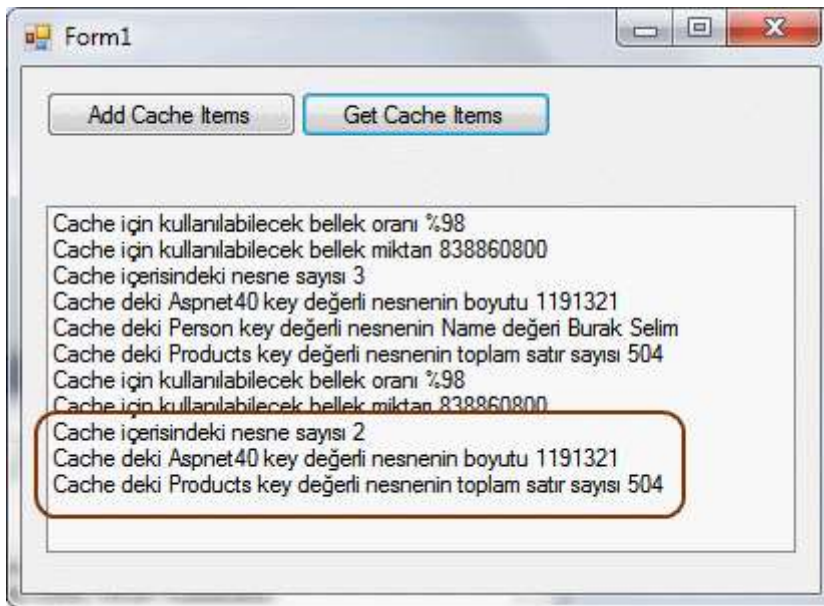 Form1
Add Cache Items
Get Cache Items
Cache için kullanılabilecek bellek oranı %98
Cache için kullanılabilecek bellek miktarı 838860800
Cache içerisindeki nesne sayısı 3
Cache deki Aspnet40 key değerli nesnenin boyutu 1191321
Cache deki Person key değerli nesnenin Name değeri Burak Selim
Cache deki Products key değerli nesnenin toplam satır sayısı 504
Cache için kullanılabilecek bellek oranı %98
Cache için kullanılabilecek bellek miktarı 838860800
Cache içerisindeki nesne sayısı 2
Cache deki Aspnet40 key değerli nesnenin boyutu 1191321
Cache deki Products key değerli nesnenin toplam satır sayısı 504